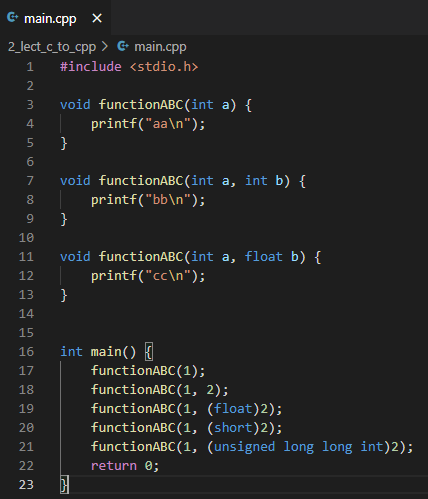 main.cpp ×
2_lect_c_to_cpp > main.cpp
1 #include <stdio.h>
2
3 void functionABC(int a) {
4     printf("aa\n");
5 }
6
7 void functionABC(int a, int b) {
8     printf("bb\n");
9 }
10
11 void functionABC(int a, float b) {
12     printf("cc\n");
13 }
14
15
16 int main() {
17     functionABC(1);
18     functionABC(1, 2);
19     functionABC(1, (float)2);
20     functionABC(1, (short)2);
21     functionABC(1, (unsigned long long int)2);
22     return 0;
23 }